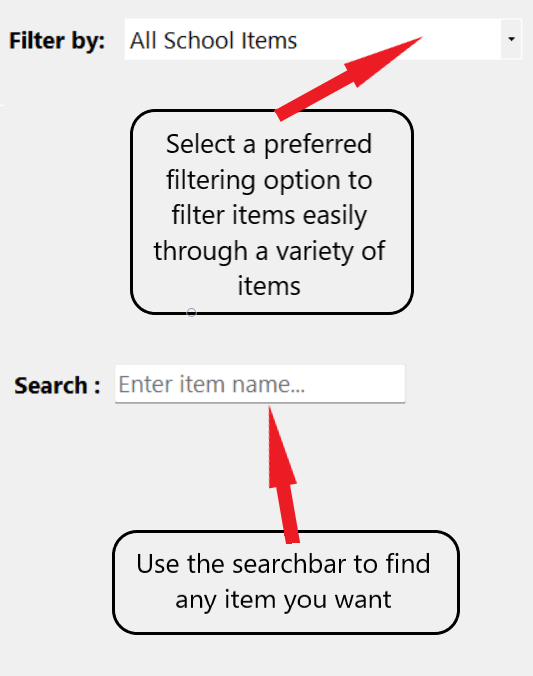 Filter by: All School Items
Select a preferred
filtering option to
filter items easily
through a variety of
items
Search : Enter item name...
Use the searchbar to find
any item you want